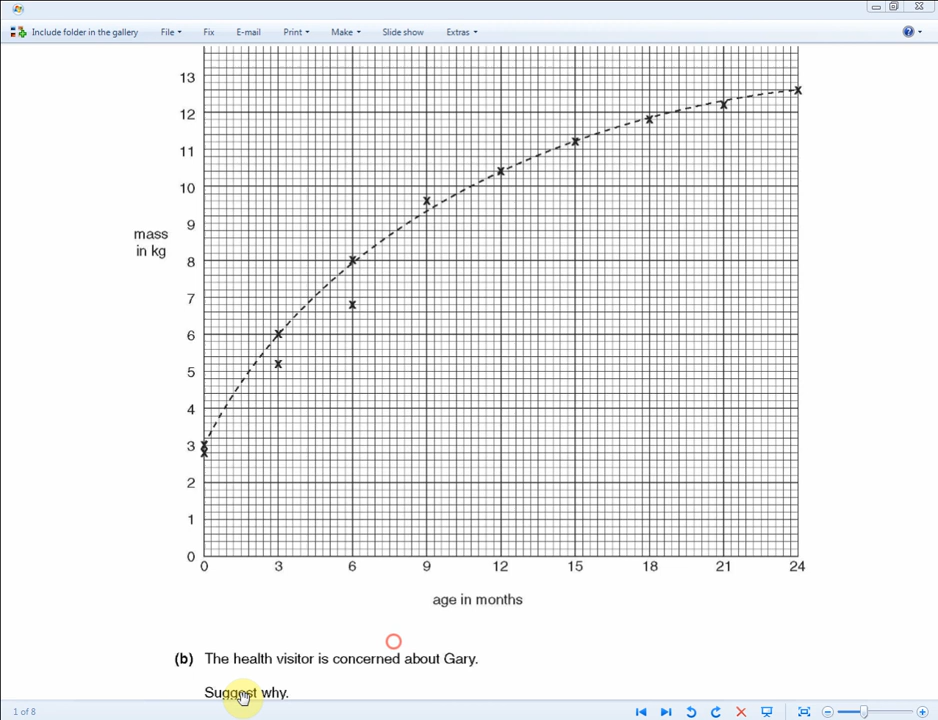 Include folder in the gallery File Fix E-mail Print Make Slide show Extras
13
12
11
10
9
mass
in kg
8
7
6
5
4
3
2
1
0
0 3 6 9 12 15 18 21 24
age in months
(b) The health visitor is concerned about Gary.
Suggest why.
1 of 8